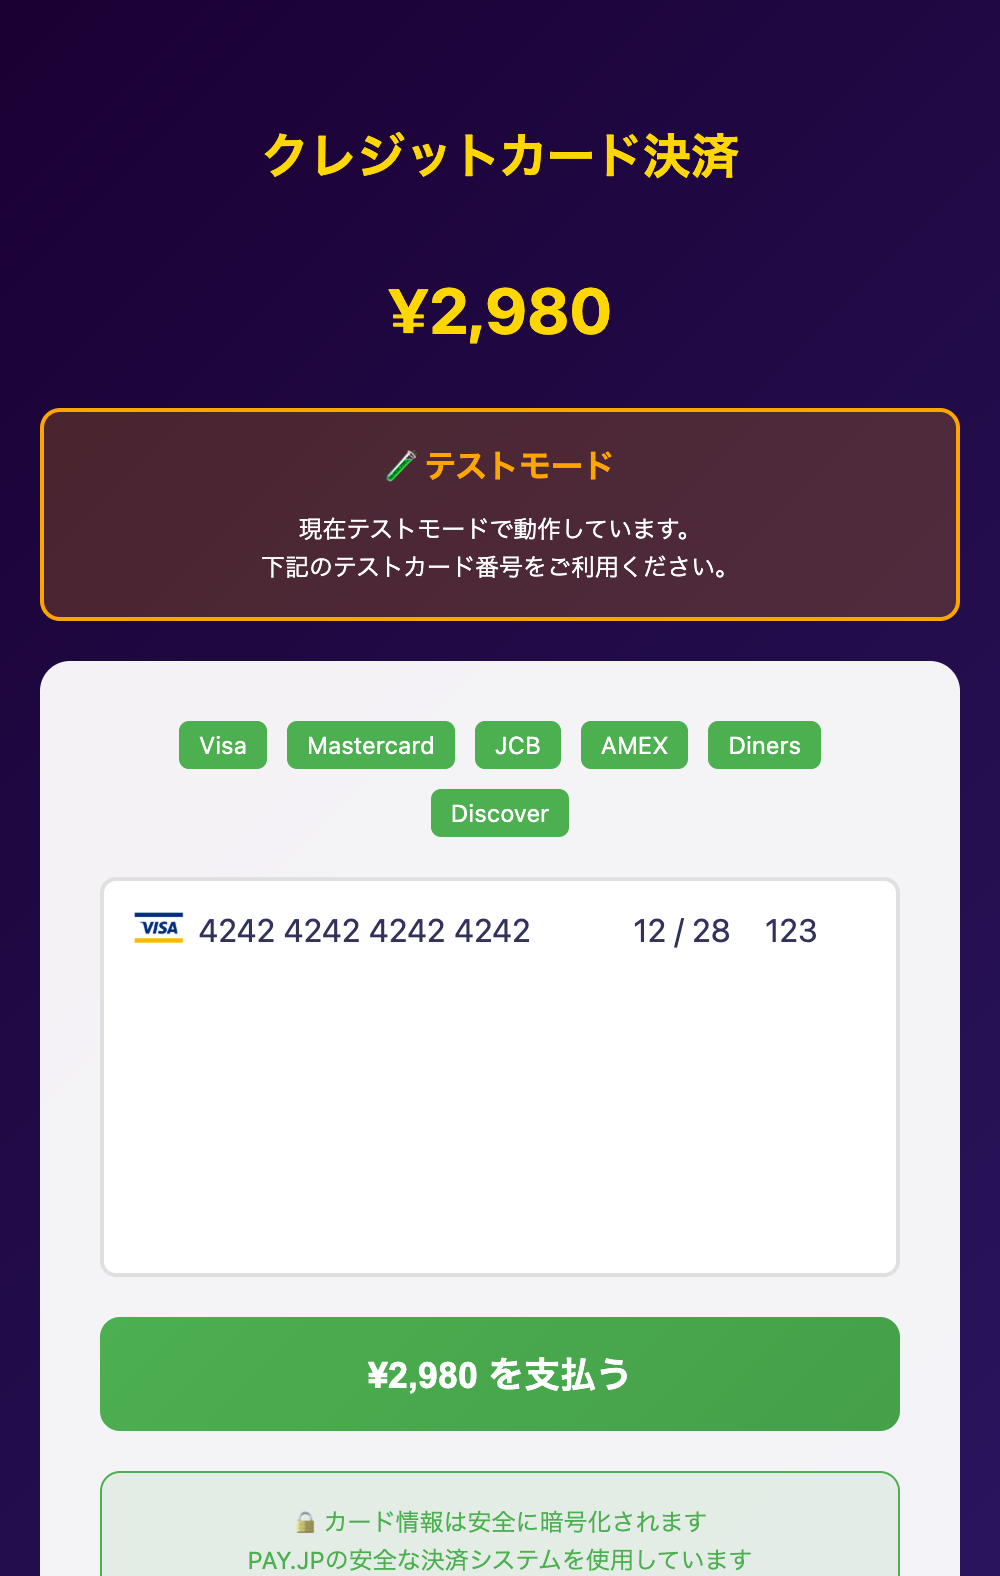 クレジットカード決済
¥2,980
テストモード
現在テストモードで動作しています。
下記のテストカード番号をご利用ください。
Visa Mastercard JCB AMEX Diners
Discover
VISA 4242 4242 4242 4242 12 / 28 123
¥2,980 を支払う
カード情報は安全に暗号化されます
PAY.JPの安全な決済システムを使用しています